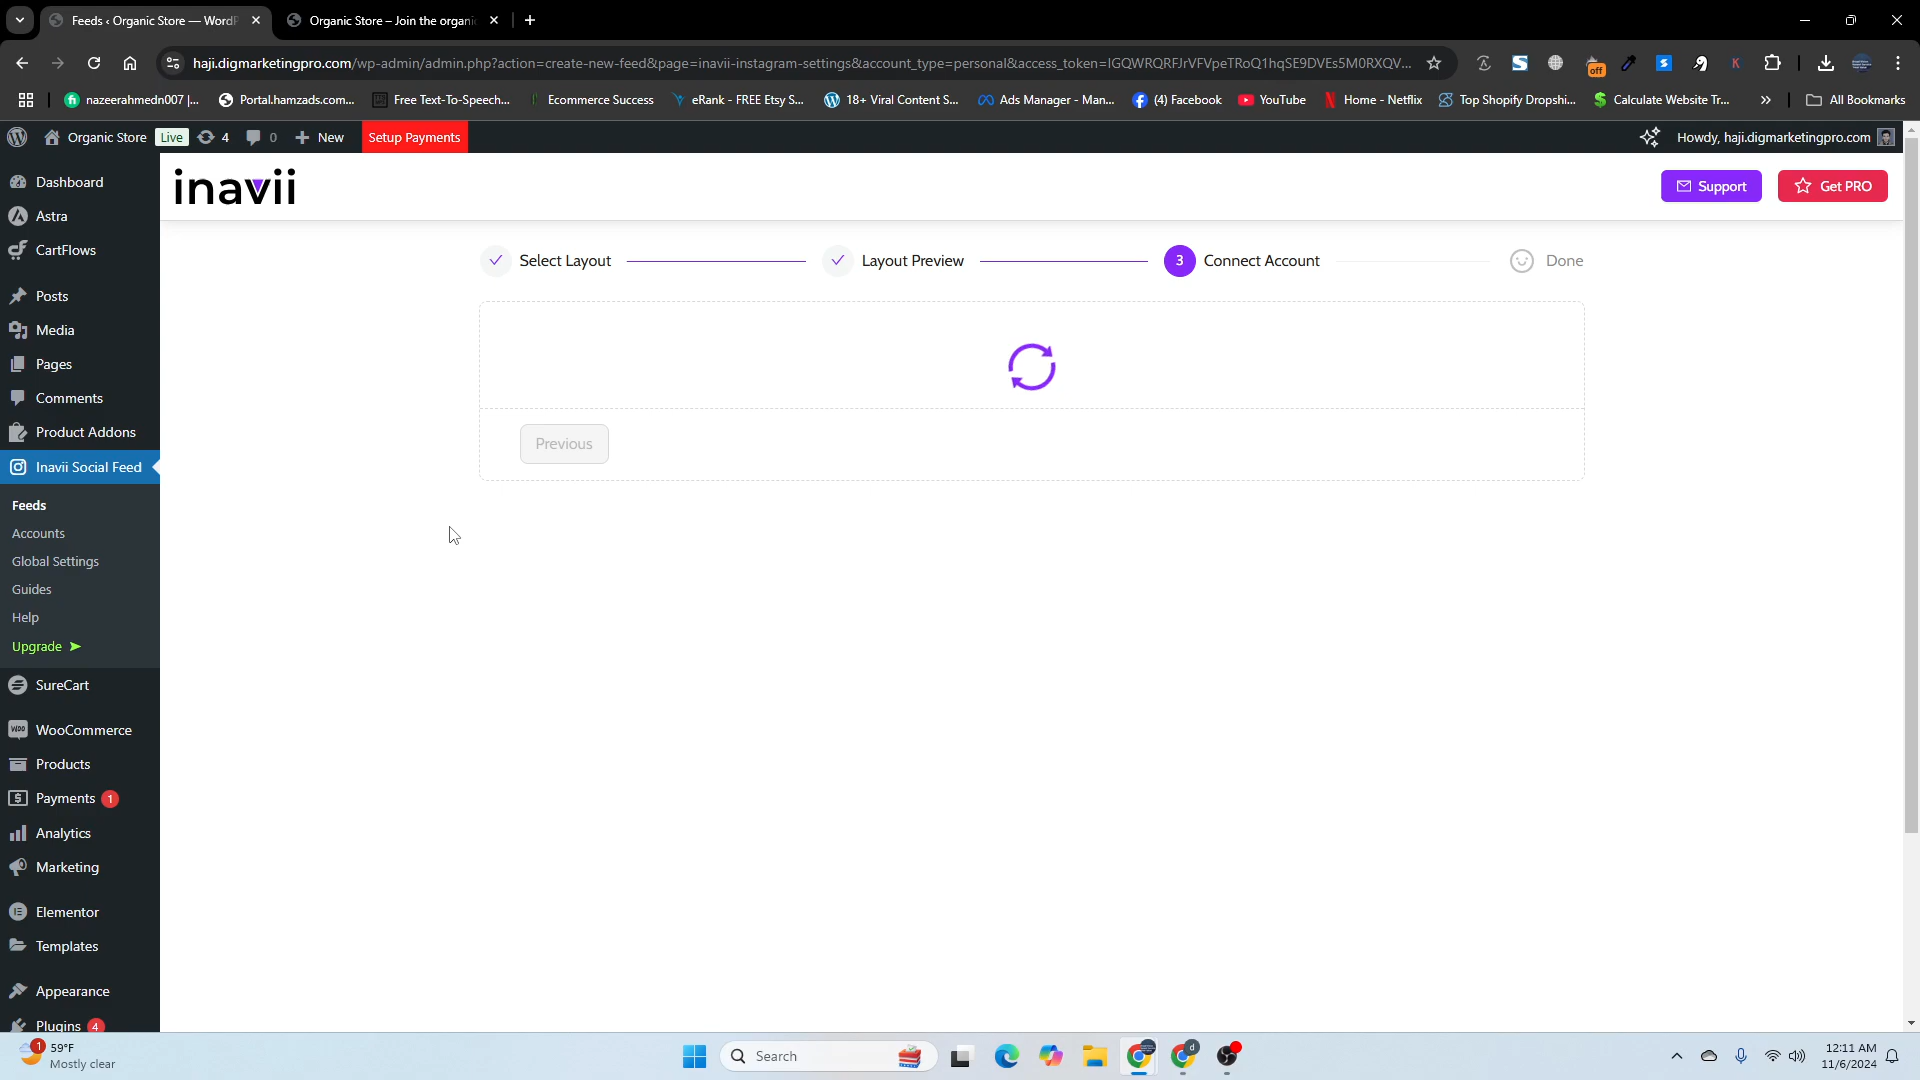 Feeds ‹ Organic Store — WordP
Organic Store – Join the organi
haji.digmarketingpro.com/wp-admin/admin.php?action=create-new-feed&page=inavii-instagram-settings&account_type=personal&access_token=IGQWRQRFJrVFVpeTRoQ1hqSE9DVEs5M0RXQV...
off
K
nazeerahmedn007 |...
Portal.hamzads.com...
Free Text-To-Speech...
Ecommerce Success
eRank - FREE Etsy S...
18+ Viral Content S...
Ads Manager - Man...
(4) Facebook
YouTube
Home - Netflix
Top Shopify Dropshi...
Calculate Website Tr...
»
All Bookmarks
Organic Store
Live
4
0
New
Setup Payments
Howdy, haji.digmarketingpro.com
Dashboard
Astra
CartFlows
Posts
Media
Pages
Comments
Product Addons
Inavii Social Feed
Feeds
Accounts
Global Settings
Guides
Help
Upgrade ➤
SureCart
WooCommerce
Products
Payments 1
Analytics
Marketing
Elementor
Templates
Appearance
Plugins 4
inavii
Support
Get PRO
Select Layout
Layout Preview
3
Connect Account
Done
Previous
1
59°F
Mostly clear
Search
d
12:11 AM
11/6/2024